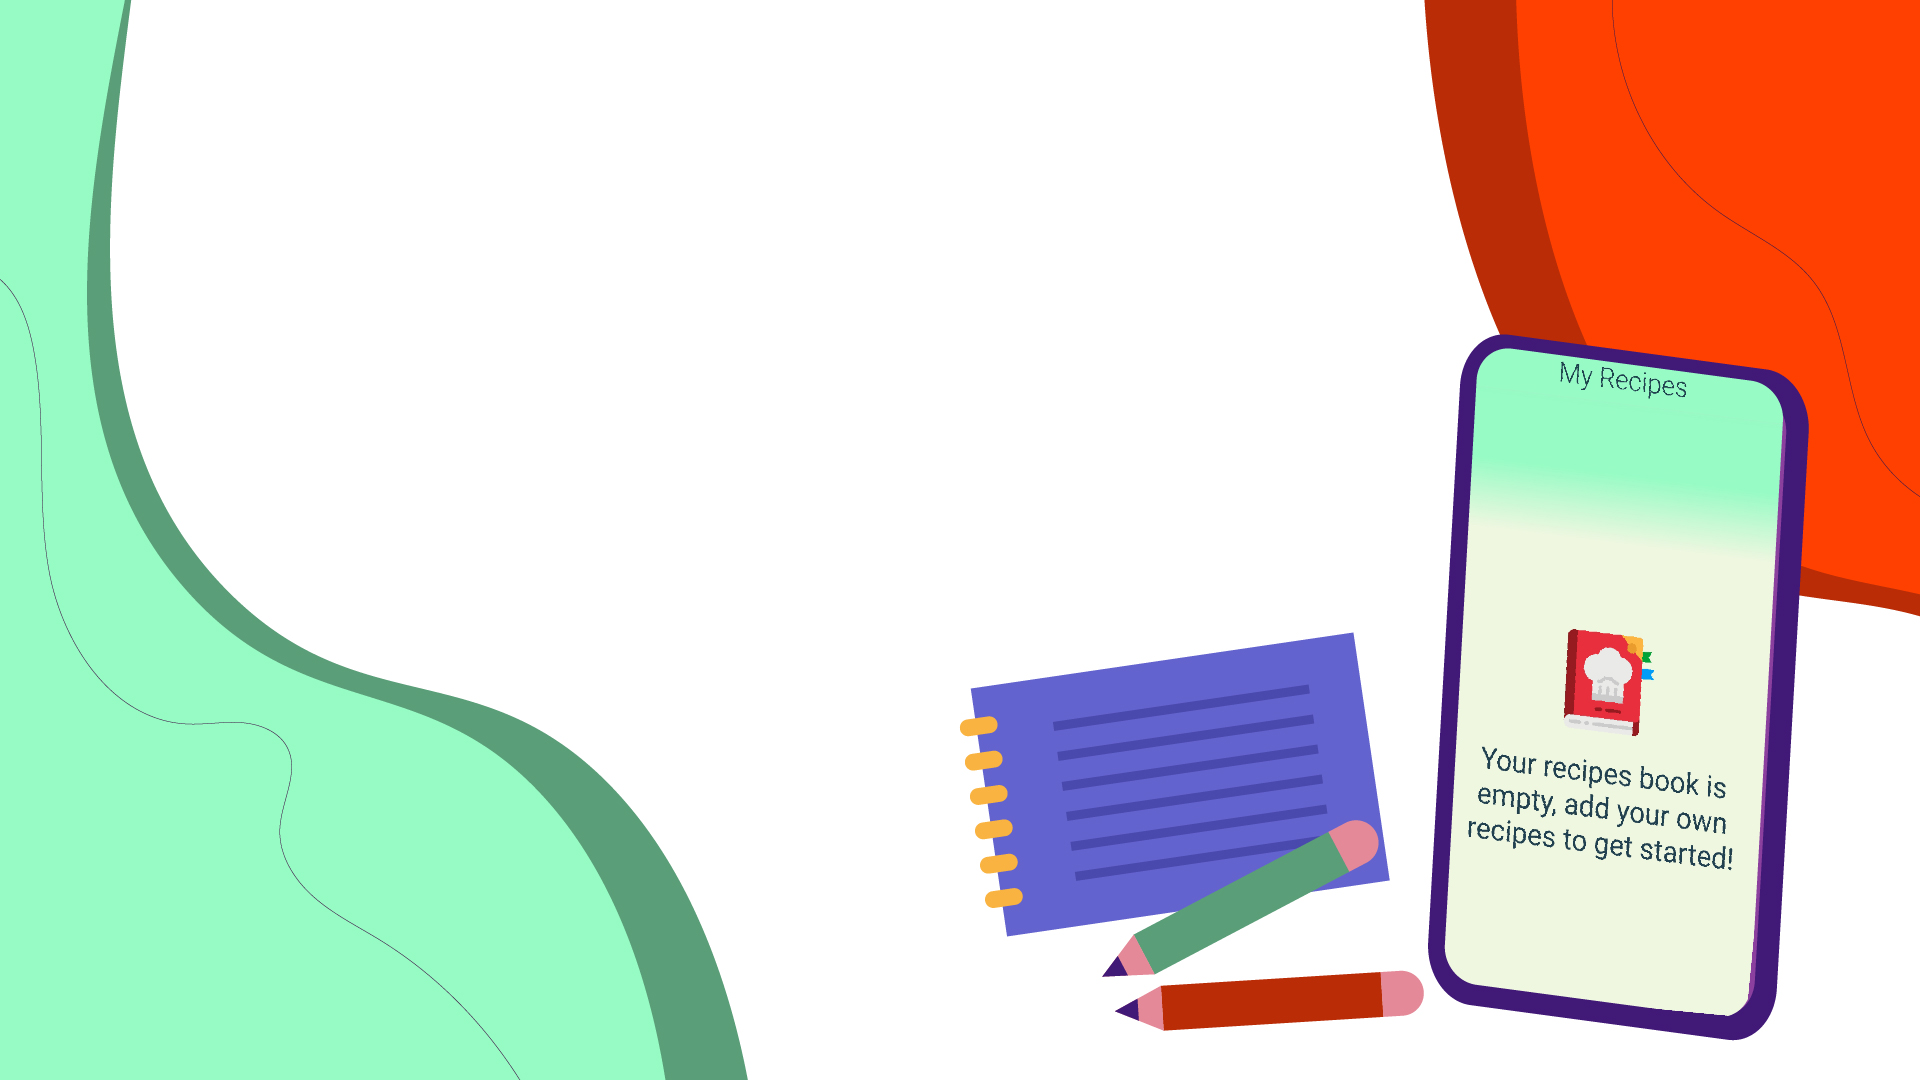 My Recipes
Your recipes book is
empty, add your own
recipes to get started!